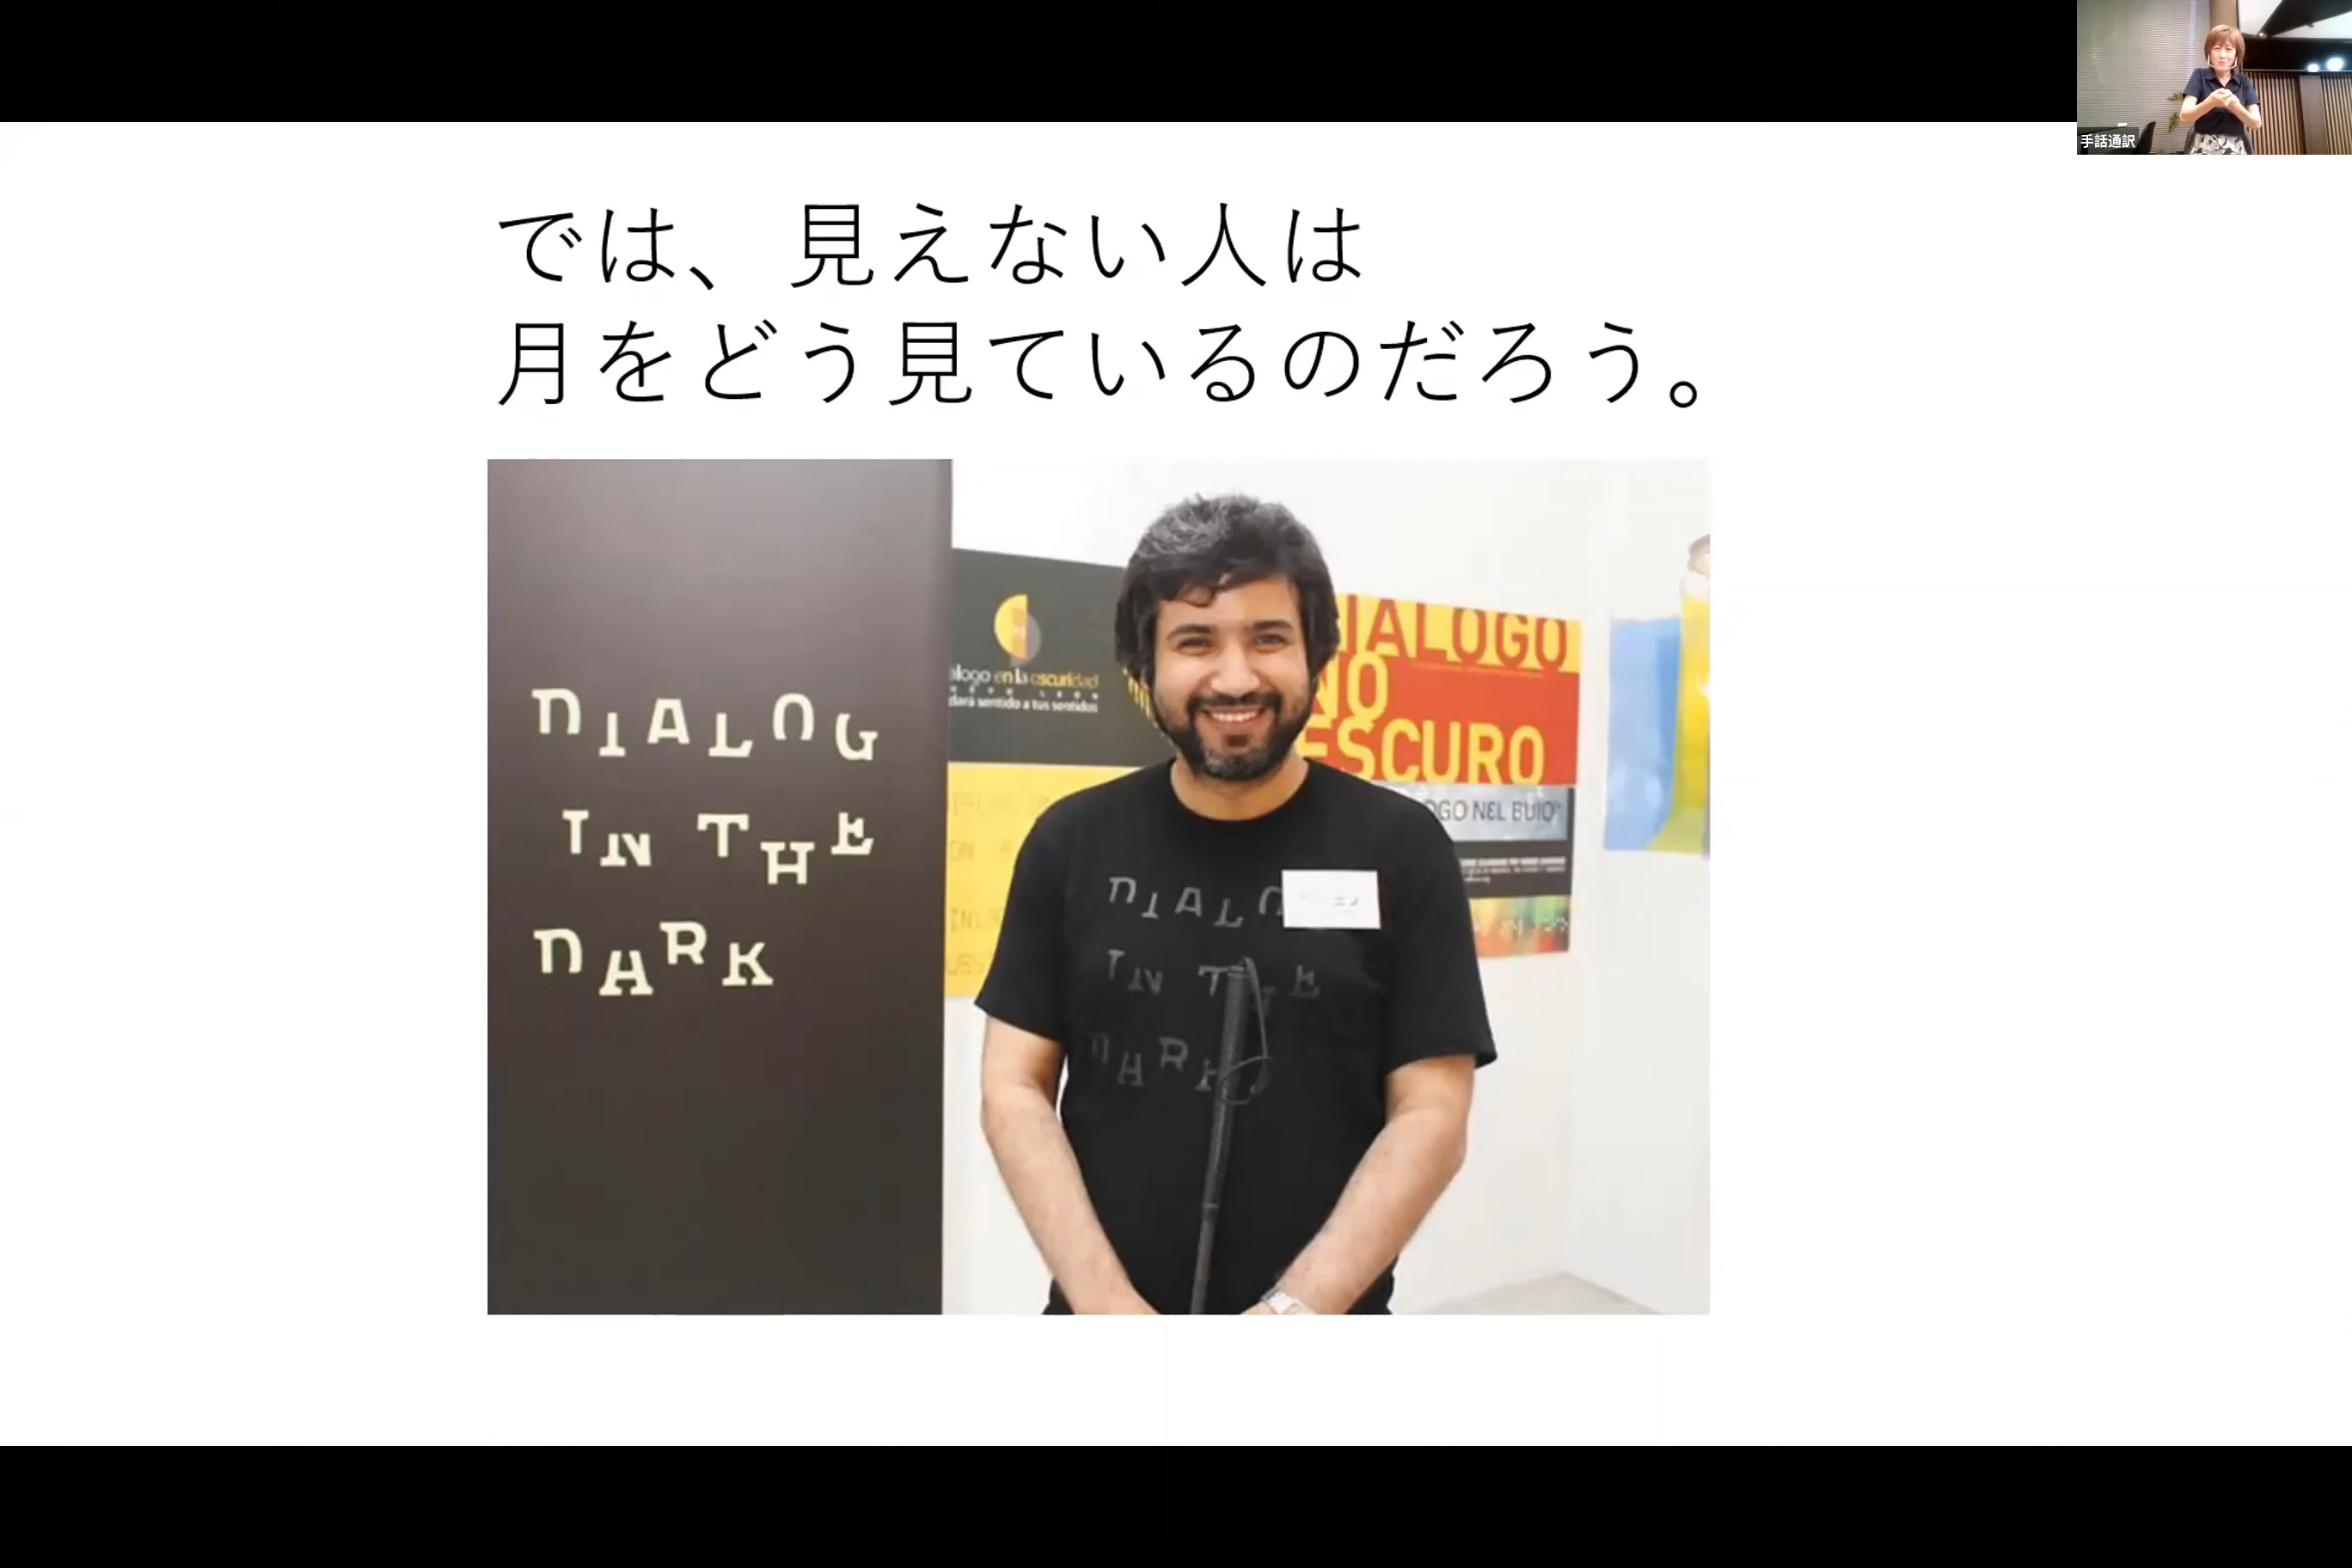 手話通訳
では、見えない人は
月をどう見ているのだろう。
DIALOG
IN THE
DARK
en la oscuridad
dará sentido a tus sentidos
DIALOGO
NO
ESCURO
OGO NEL BUIO"
DIALO
IN THE
DARK